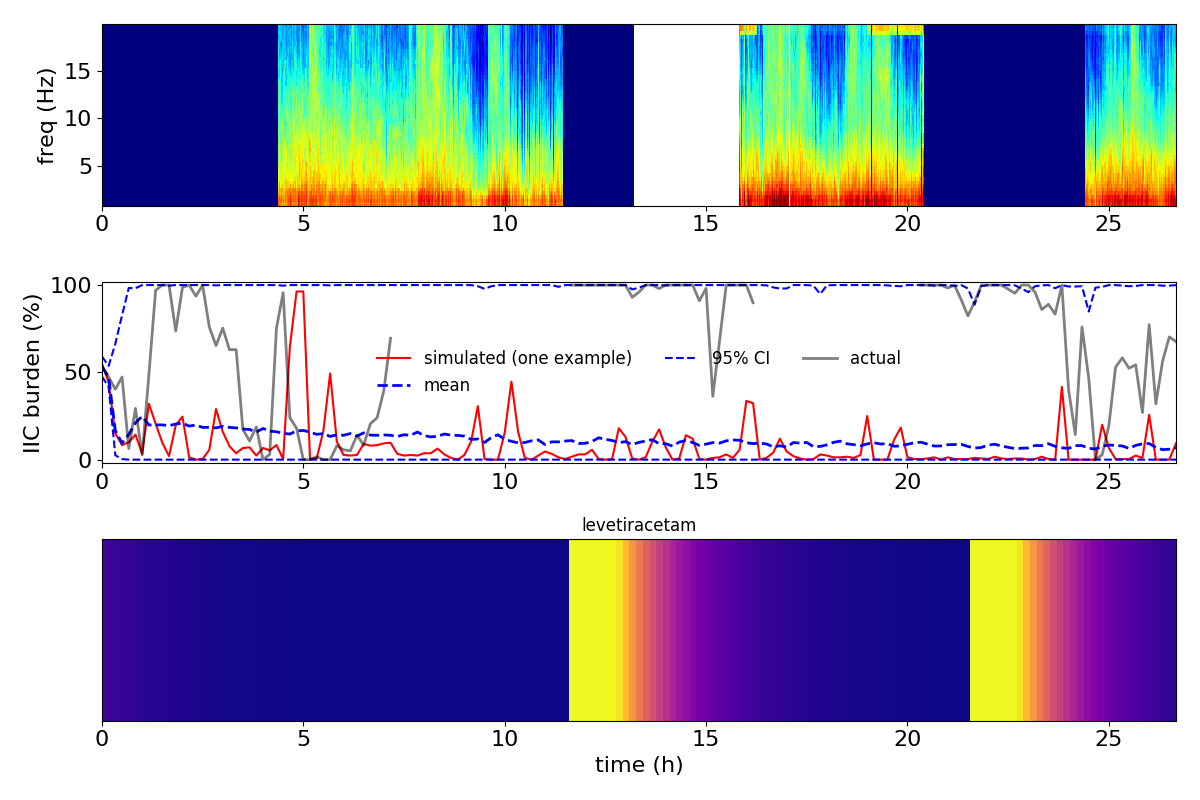 freq (Hz)
15
10
5
0 5 10 15 20 25
IIC burden (%)
100
50
0
simulated (one example) 95% CI actual
mean
0 5 10 15 20 25
levetiracetam
0 5 10 15 20 25
time (h)